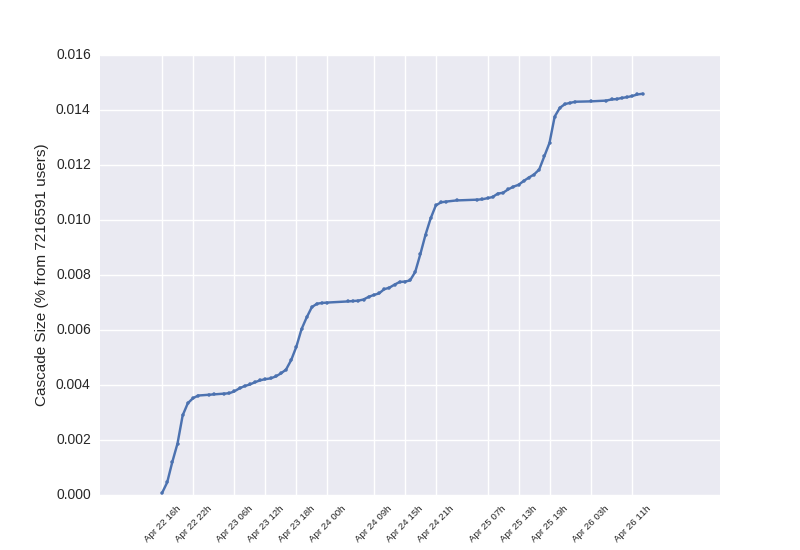 0.016
0.014
0.012
0.010
0.008
0.006
0.004
0.002
0.000
Cascade Size (% from 7216591 users)
Apr 22 16h
Apr 22 22h
Apr 23 06h
Apr 23 12h
Apr 23 18h
Apr 24 00h
Apr 24 09h
Apr 24 15h
Apr 24 21h
Apr 25 07h
Apr 25 13h
Apr 25 19h
Apr 26 03h
Apr 26 11h